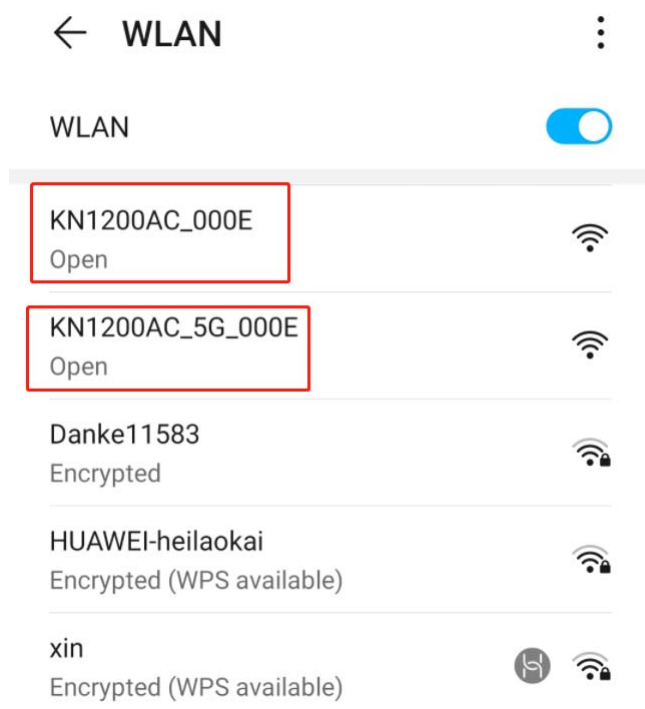 WLAN
WLAN
KN1200AC_000E
Open
KN1200AC_5G_000E
Open
Danke11583
Encrypted
HUAWEI-heilaokai
Encrypted (WPS available)
xin
Encrypted (WPS available)